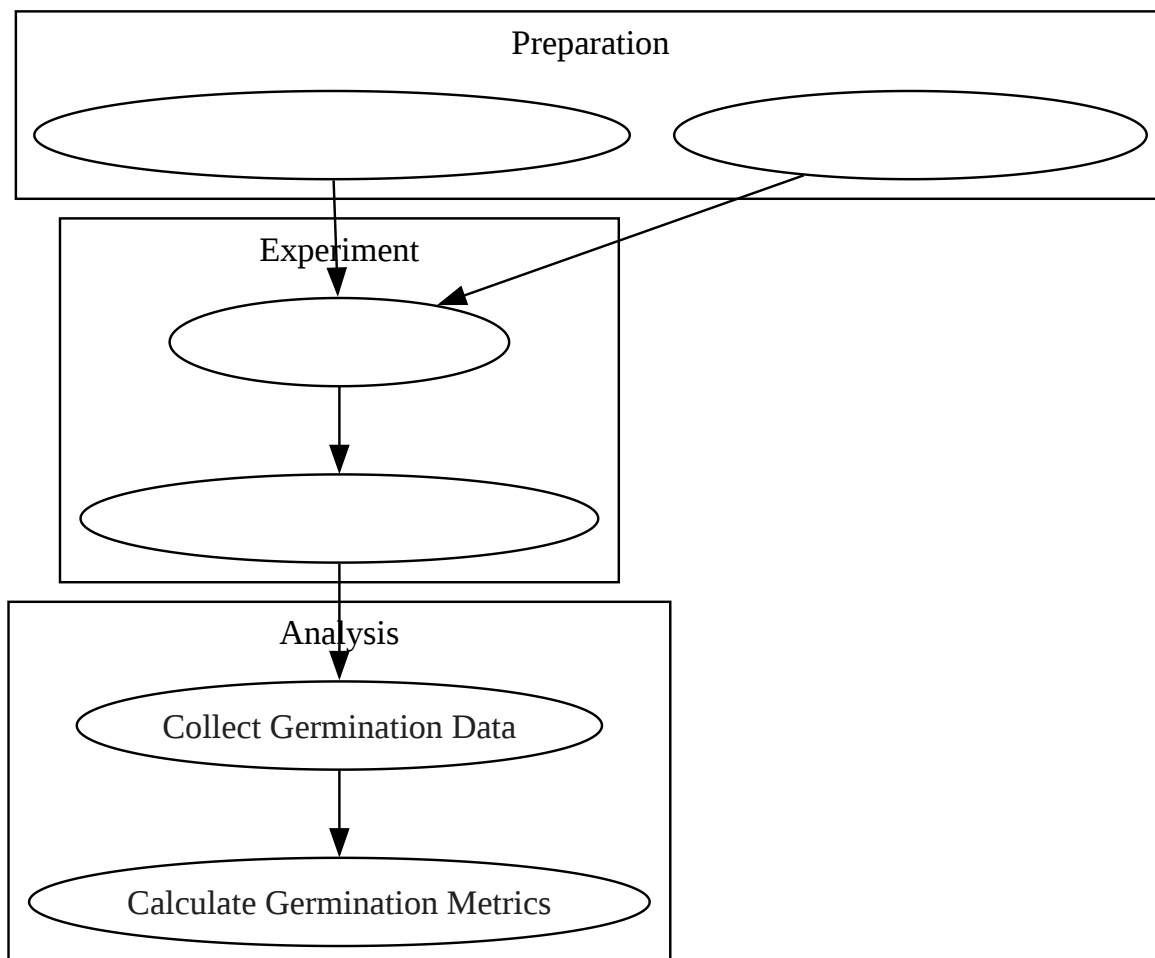 Preparation
Experiment
Analysis
Collect Germination Data
Calculate Germination Metrics